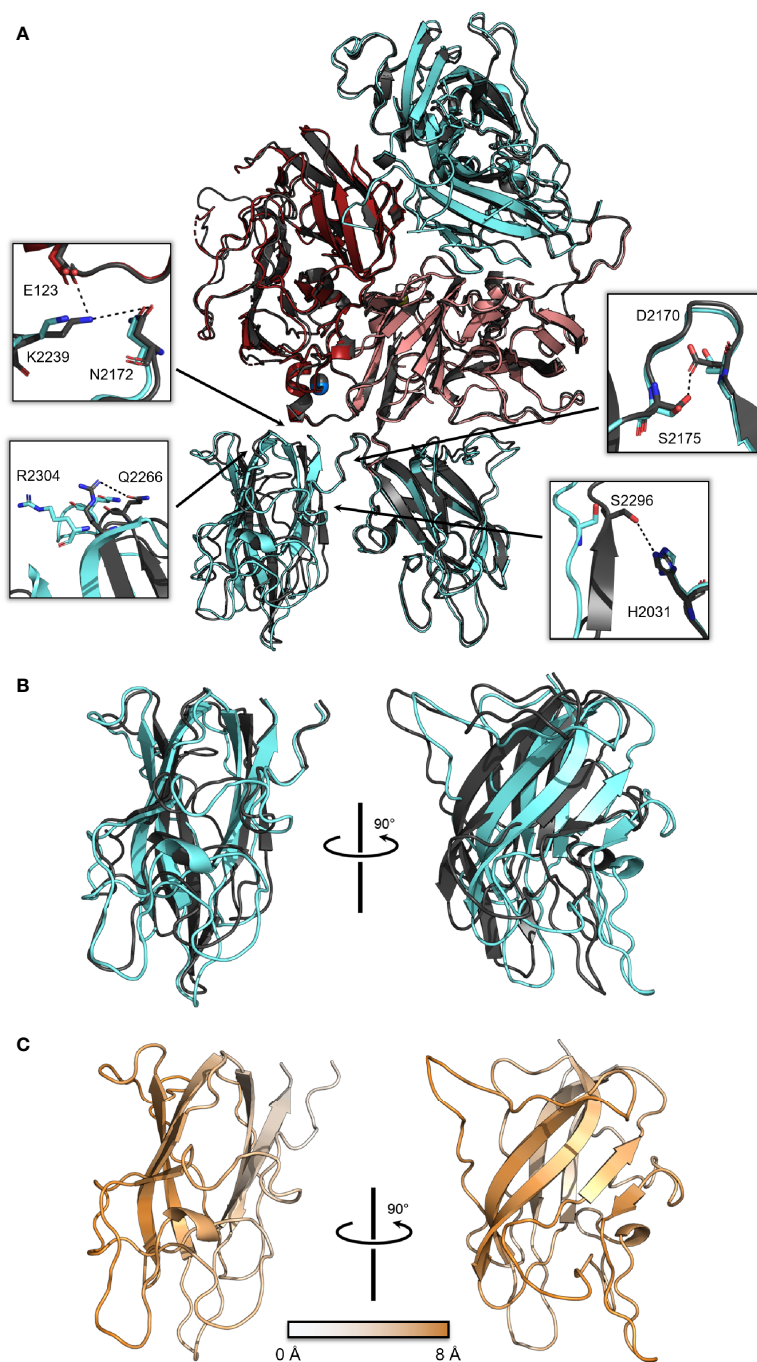 A
E123
K2239
N2172
D2170
S2175
R2304
Q2266
S2296
H2031
B
90°
C
90°
0 Å
8 Å